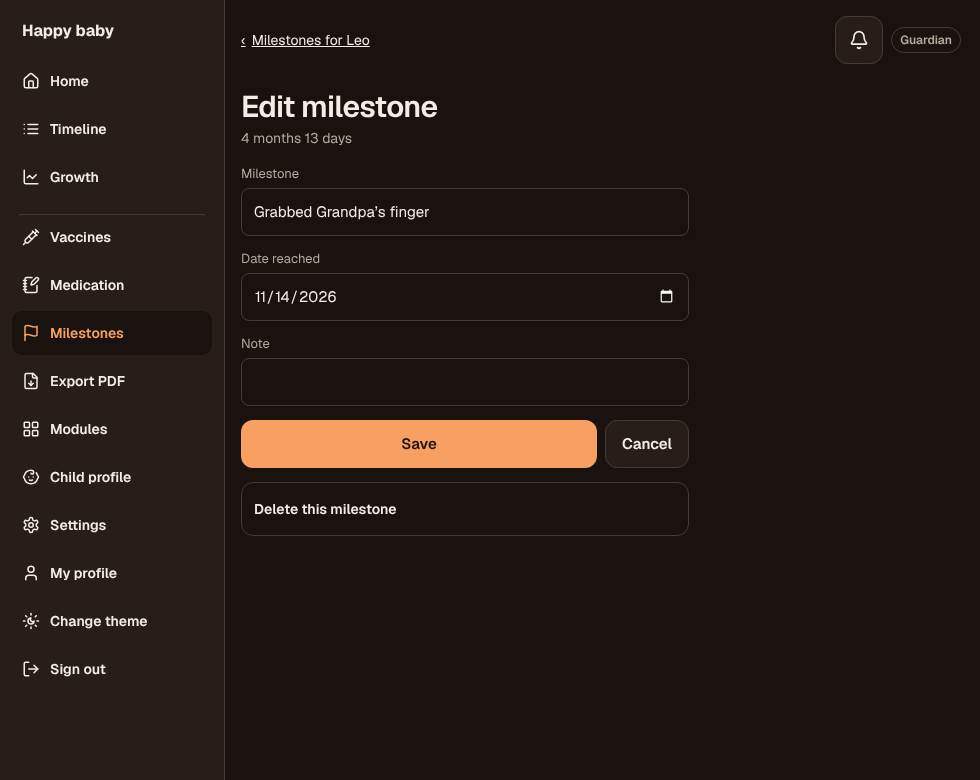 Happy baby
Home
Timeline
Growth
Vaccines
Medication
Milestones
Export PDF
Modules
Child profile
Settings
My profile
Change theme
Sign out
‹ Milestones for Leo
Guardian
Edit milestone
4 months 13 days
Milestone
Grabbed Grandpa's finger
Date reached
11/14/2026
Note
Save
Cancel
Delete this milestone